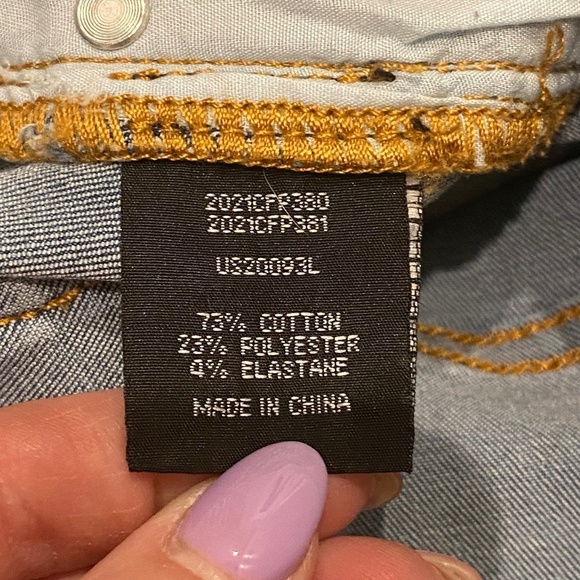 2021CFP380
2021CFP381
US20093L
73% COTTON
23% POLYESTER
4% ELASTANE
MADE IN CHINA